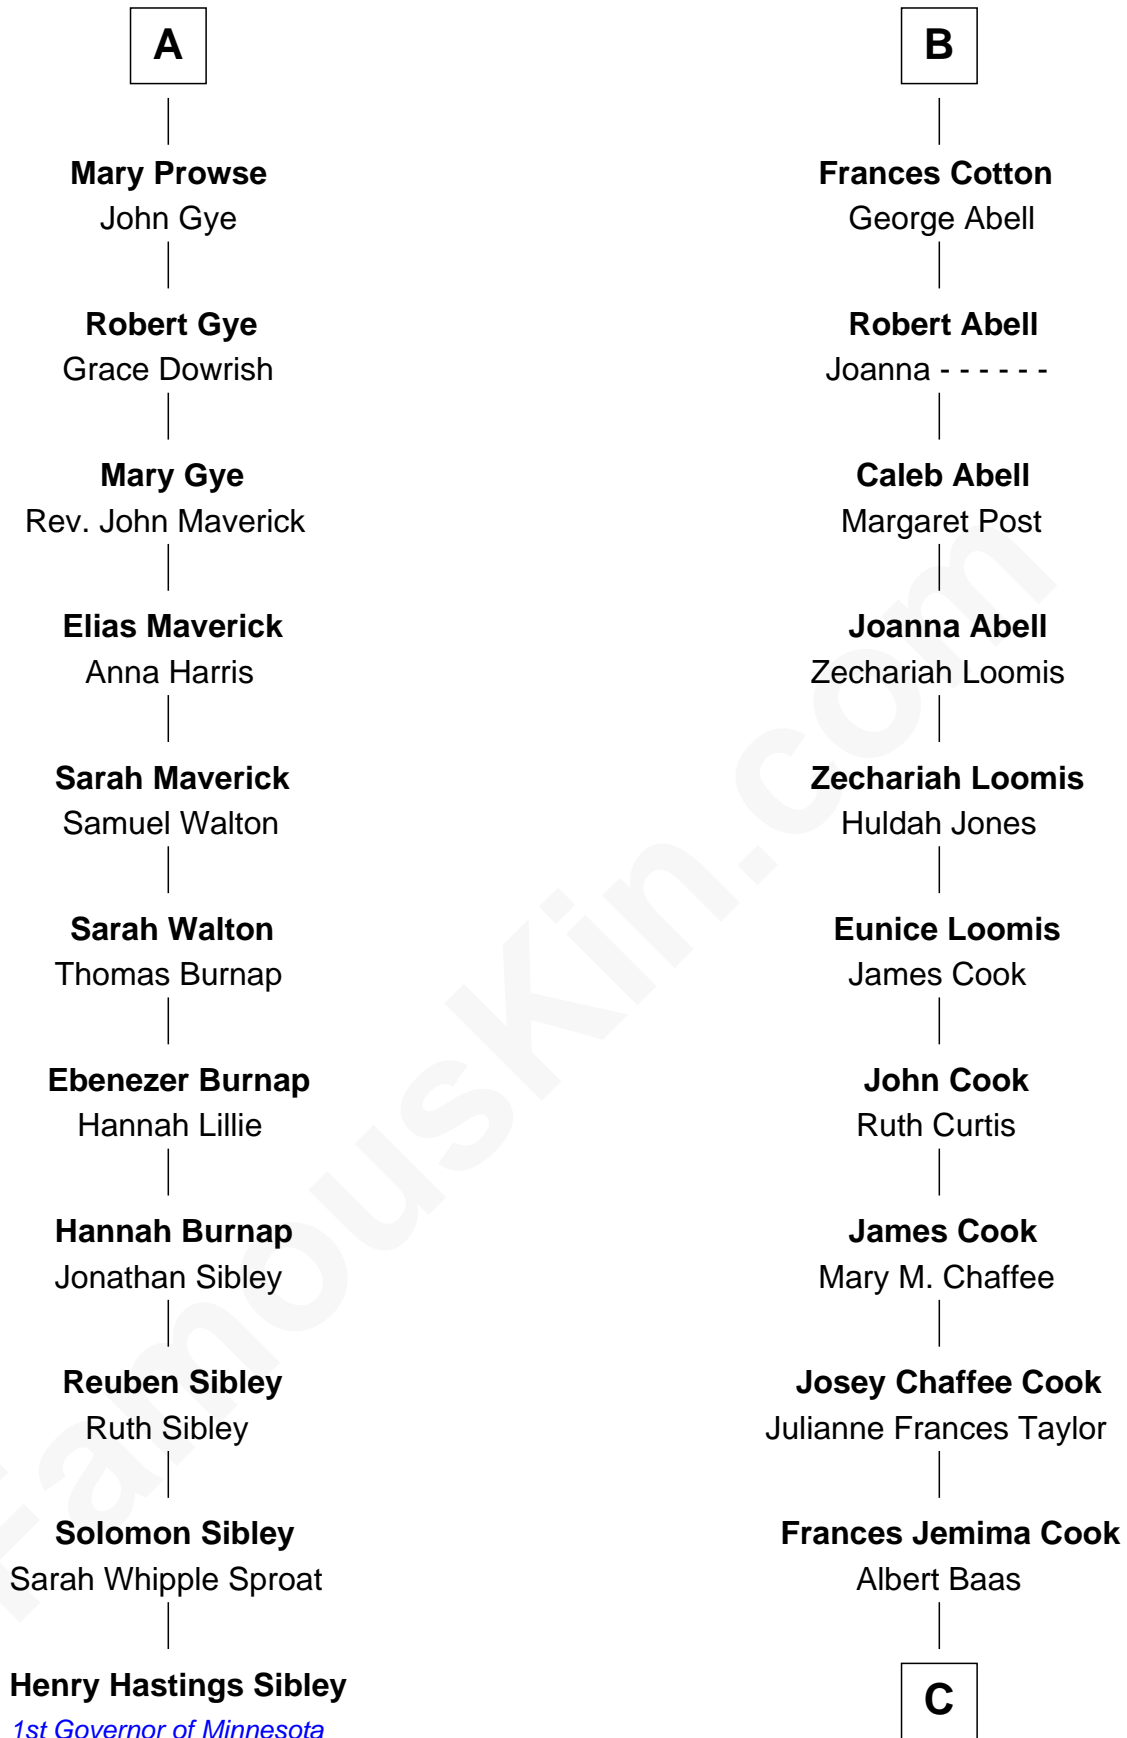 A
Mary Prowse
John Gye
Robert Gye
Grace Dowrish
Mary Gye
Rev. John Maverick
Elias Maverick
Anna Harris
Sarah Maverick
Samuel Walton
Sarah Walton
Thomas Burnap
Ebenezer Burnap
Hannah Lillie
Hannah Burnap
Jonathan Sibley
Reuben Sibley
Ruth Sibley
Solomon Sibley
Sarah Whipple Sproat
Henry Hastings Sibley
1st Governor of Minnesota
B
Frances Cotton
George Abell
Robert Abell
Joanna - - - - - -
Caleb Abell
Margaret Post
Joanna Abell
Zechariah Loomis
Zechariah Loomis
Huldah Jones
Eunice Loomis
James Cook
John Cook
Ruth Curtis
James Cook
Mary M. Chaffee
Josey Chaffee Cook
Julianne Frances Taylor
Frances Jemima Cook
Albert Baas
C
FamousKin.com